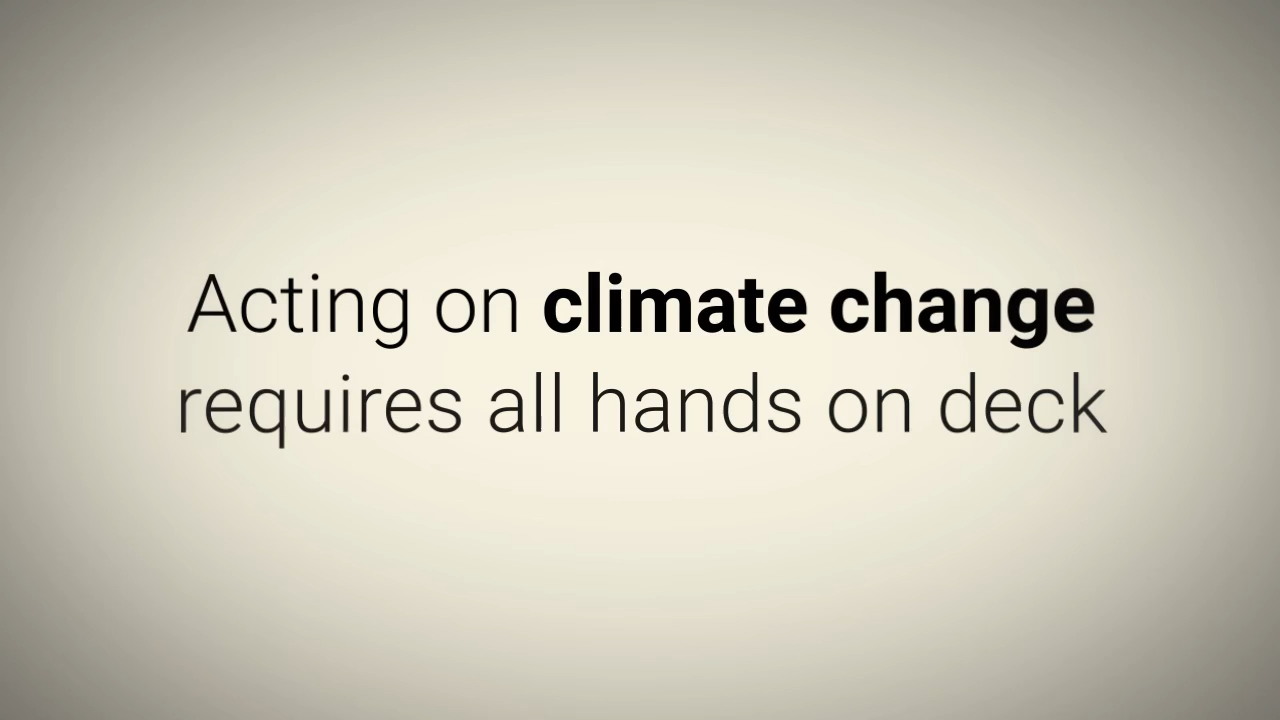 Acting on climate change
requires all hands on deck